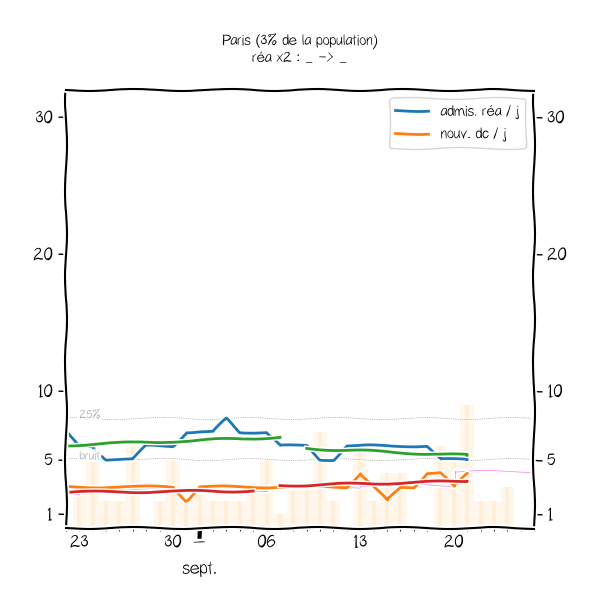 Paris (3% de la population)
réa x2 : _ -> _
admis. réa / j
nouv. dc / j
30
30
20
20
10
10
25%
bruit
5
5
1
1
23
30
06
13
20
sept.